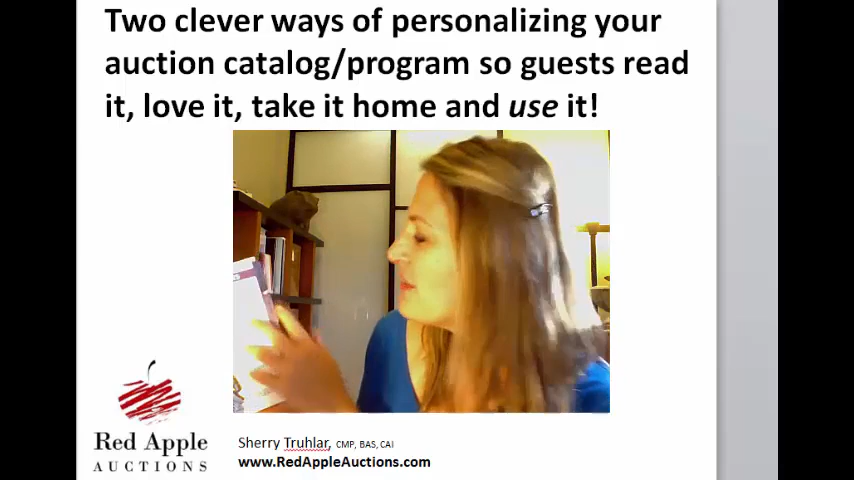 Two clever ways of personalizing your
auction catalog/program so guests read
it, love it, take it home and use it!
Red Apple
AUCTIONS
Sherry Truhlar, CMP, BAS, CAI
www.RedAppleAuctions.com